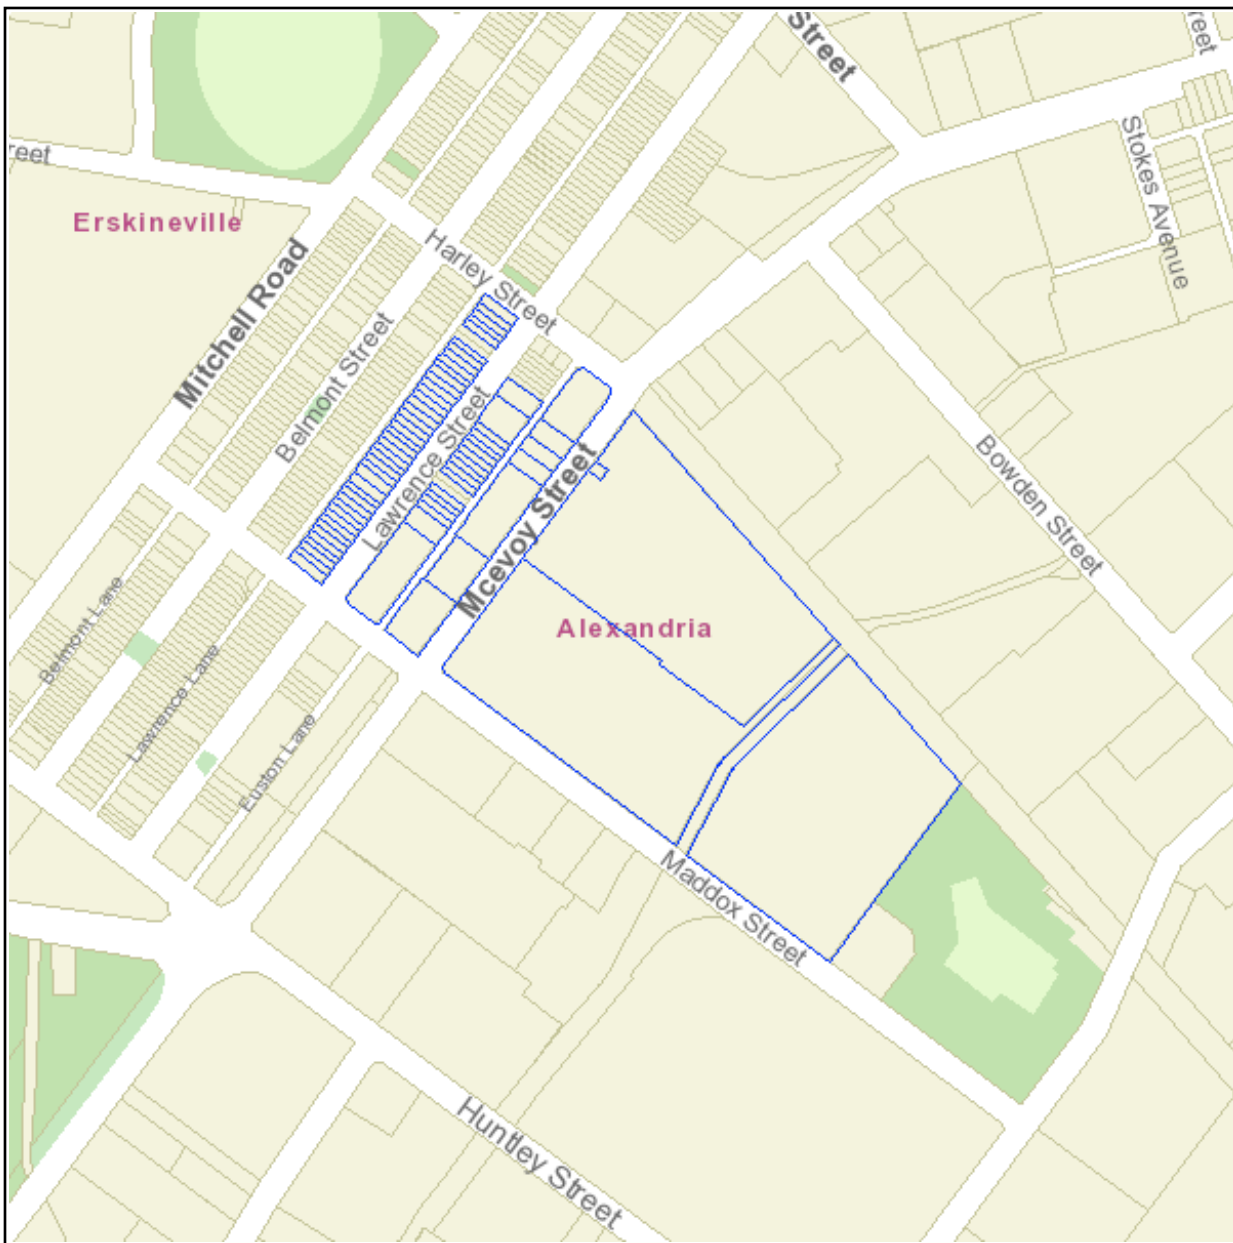 Street
reet
Stokes Avenue
reet
Erskineville
Harley Street
Mitchell Road
Belmont Street
Lawrence Street
Mcevoy Street
Bowden Street
Alexandria
Belmont Lane
Lawrence Lane
Euston Lane
Maddox Street
Huntley Street